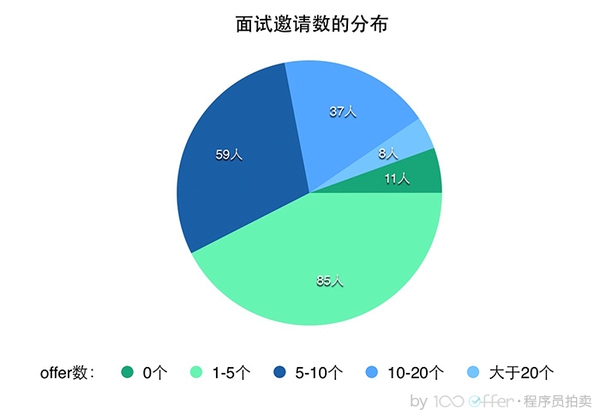 面试邀请数的分布
37人
59人
8人
11人
85人
offer数： 0个 1-5个 5-10个 10-20个 大于20个
by 100 offer · 程序员拍卖